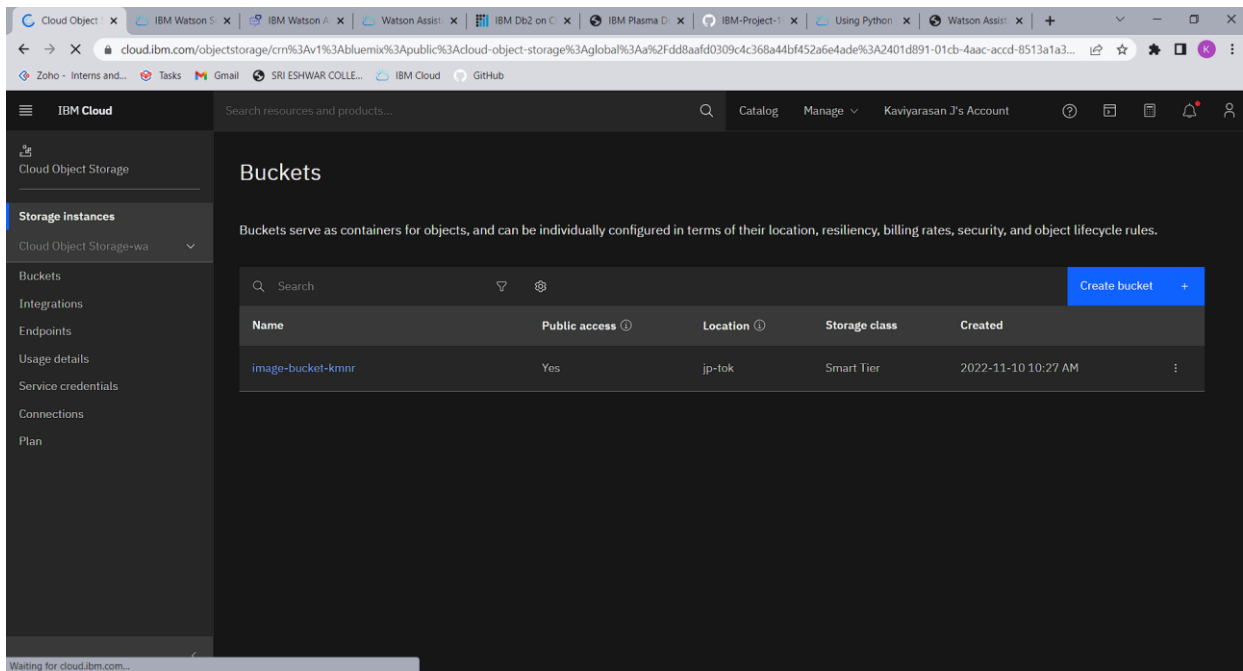 Cloud Object S
IBM Watson S
IBM Watson A
Watson Assist
IBM Db2 on C
IBM Plasma D
IBM-Project-1
Using Python
Watson Assist
cloud.ibm.com/objectstorage/crn%3Av1%3Abluemix%3Apublic%3Acloud-object-storage%3Aglobal%3Aa%2Fdd8aafd0309c4c368a44bf452a6e4ade%3A2401d891-01cb-4aac-accd-8513a1a3...
K
Zoho - Interns and...
Tasks
Gmail
SRI ESHWAR COLLE...
IBM Cloud
GitHub
IBM Cloud
Search resources and products...
Catalog
Manage
Kaviyarasan J's Account
Cloud Object Storage
Storage instances
Cloud Object Storage-wa
Buckets
Integrations
Endpoints
Usage details
Service credentials
Connections
Plan
Buckets
Buckets serve as containers for objects, and can be individually configured in terms of their location, resiliency, billing rates, security, and object lifecycle rules.
Search
Create bucket +
Name Public access Location Storage class Created
image-bucket-kmnr Yes jp-tok Smart Tier 2022-11-10 10:27 AM
Waiting for cloud.ibm.com...